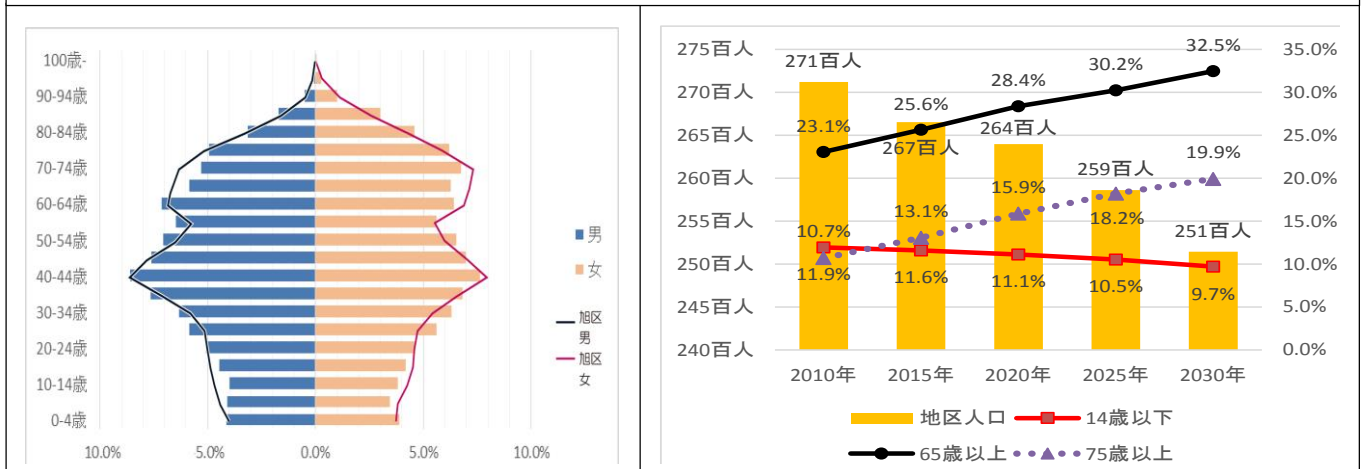 100歳-
90-94歳
80-84歳
70-74歳
60-64歳
50-54歳
40-44歳
30-34歳
20-24歳
10-14歳
0-4歳
10.0%
5.0%
0.0%
5.0%
10.0%
男
女
旭区
男
旭区
女
275百人
270百人
265百人
260百人
255百人
250百人
245百人
240百人
271百人
267百人
264百人
259百人
251百人
23.1%
25.6%
28.4%
30.2%
32.5%
10.7%
13.1%
15.9%
18.2%
19.9%
11.9%
11.6%
11.1%
10.5%
9.7%
35.0%
30.0%
25.0%
20.0%
15.0%
10.0%
5.0%
0.0%
2010年
2015年
2020年
2025年
2030年
地区人口
14歳以下
65歳以上
75歳以上